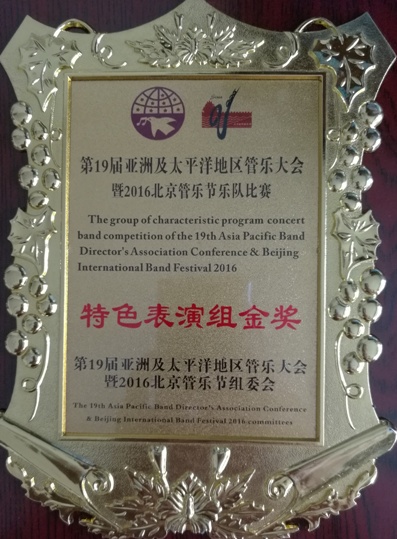 第19届亚洲及太平洋地区管乐大会
暨2016北京管乐节乐队比赛
The group of characteristic program concert
band competition of the 19th Asia Pacific Band
Director's Association Conference & Beijing
International Band Festival 2016
特色表演组金奖
第19届亚洲及太平洋地区管乐大会
暨2016北京管乐节组委会
The 19th Asia Pacific Band Director's Association Conference
& Beijing International Band Festival 2016 committees